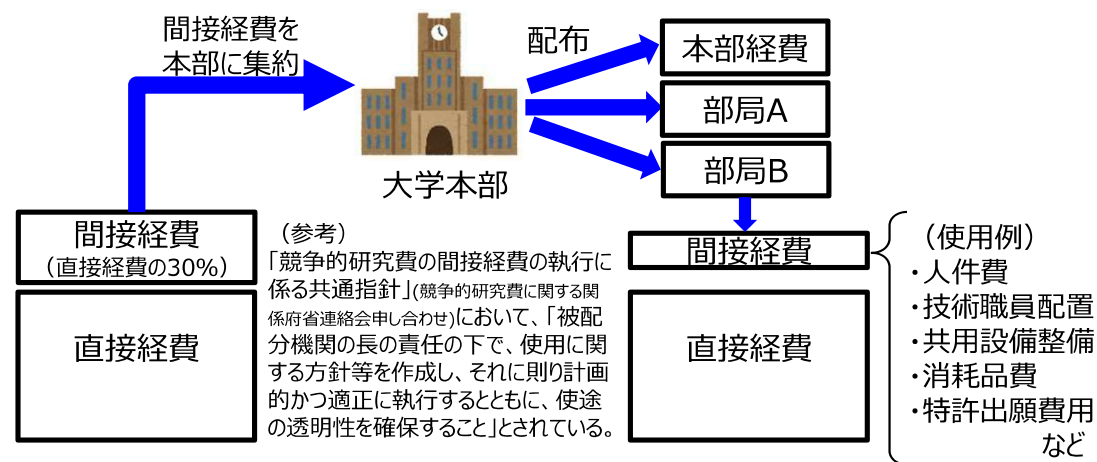 間接経費を
本部に集約
配布
本部経費
部局A
部局B
大学本部
間接経費
（直接経費の30%）
直接経費
（参考）
「競争的研究費の間接経費の執行に
係る共通指針」(競争的研究費に関する関
係府省連絡会申し合わせ)において、「被配
分機関の長の責任の下で、使用に関
する方針等を作成し、それに則り計画
的かつ適正に執行するとともに、使途
の透明性を確保すること」とされている。
間接経費
直接経費
（使用例）
・人件費
・技術職員配置
・共用設備整備
・消耗品費
・特許出願費用
など